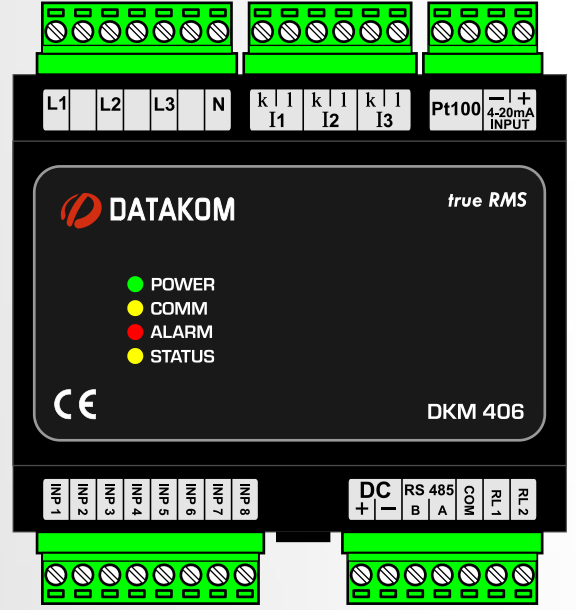 L1 L2 L3 N
k l k l k l
I1 I2 I3
Pt100
− +
4-20mA
INPUT
DATAKOM
true RMS
POWER
COMM
ALARM
STATUS
CE
DKM 406
INP 1
INP 2
INP 3
INP 4
INP 5
INP 6
INP 7
INP 8
DC
+ −
RS 485
B A
COM
RL 1
RL 2